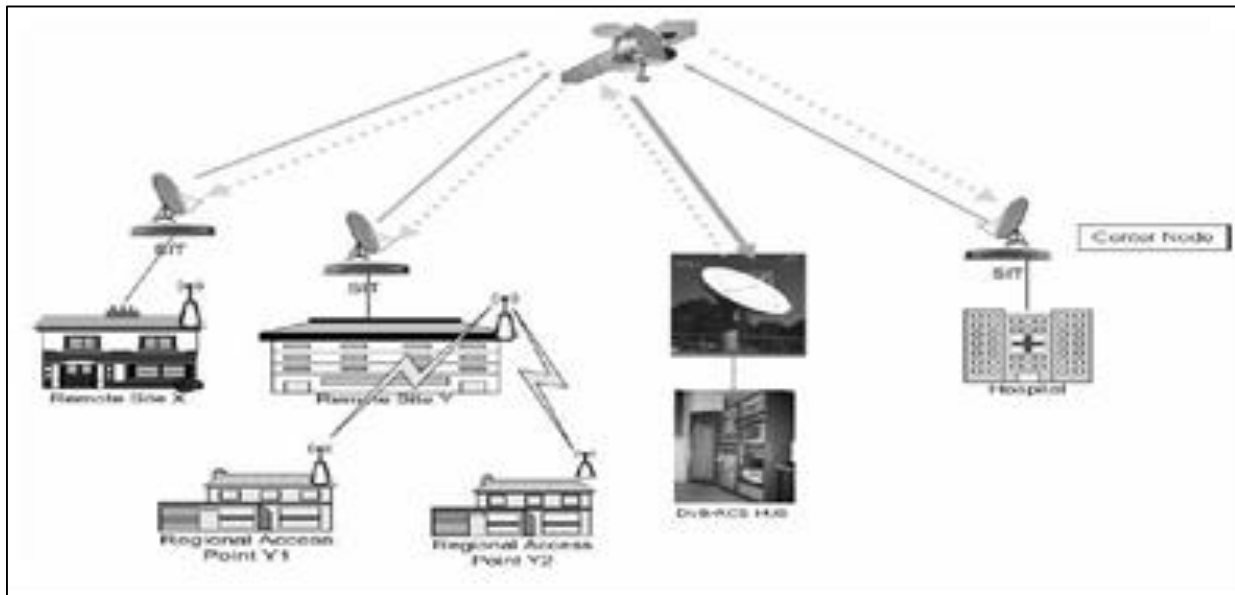 SIT
SIT
Center Node
SIT
Remote Site X
Remote Site Y
Hospital
DVB-RCS HUB
Regional Access
Point Y1
Regional Access
Point Y2